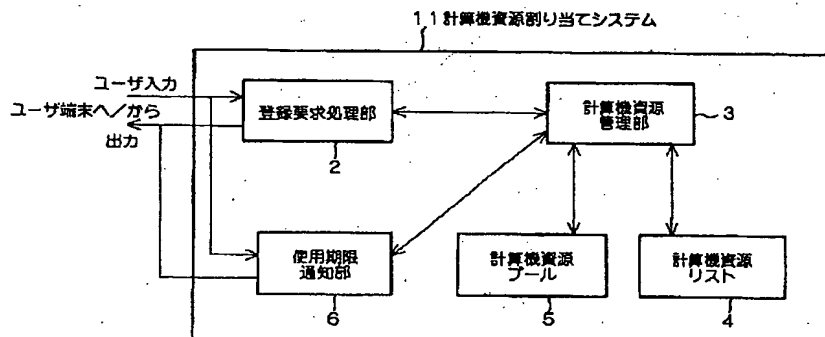 11計算機資源割り当てシステム
ユーザ入力
ユーザ端末へ/から
出力
登録要求処理部
2
計算機資源
管理部
3
使用期限
通知部
6
計算機資源
プール
5
計算機資源
リスト
4